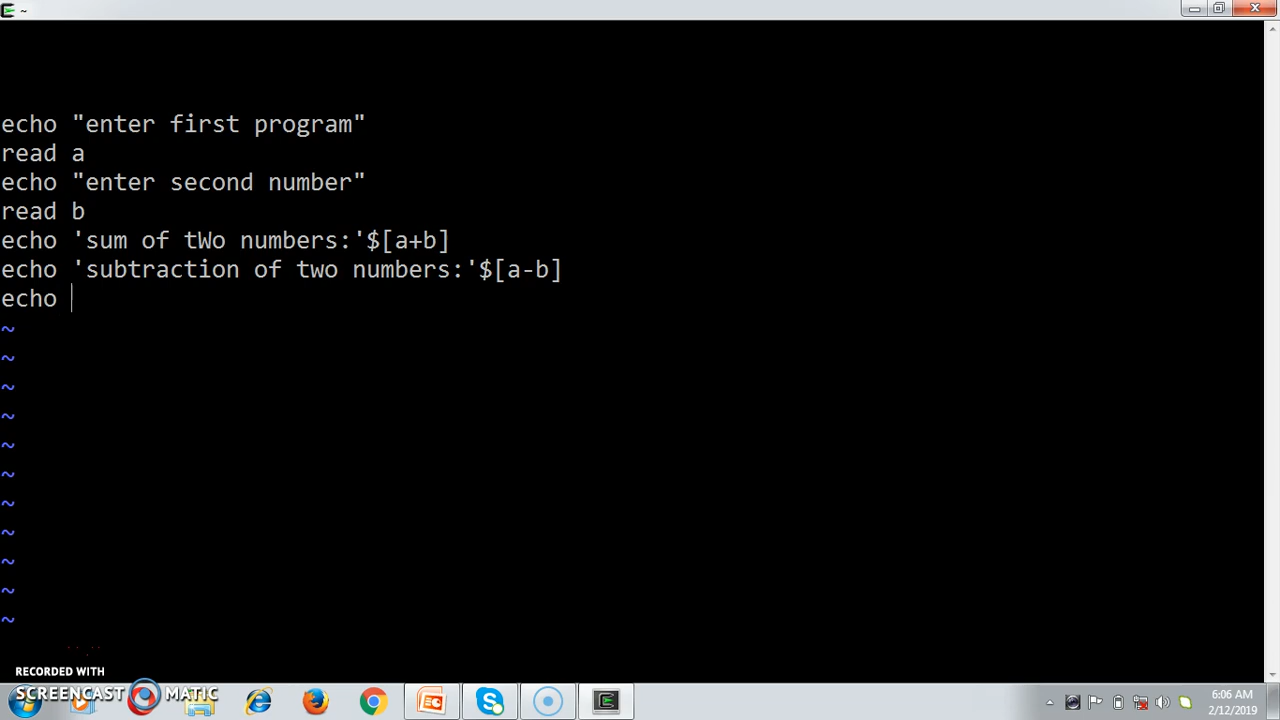 ~
echo "enter first program"
read a
echo "enter second number"
read b
echo 'sum of tWo numbers:'$[a+b]
echo 'subtraction of two numbers:'$[a-b]
echo
~
~
~
~
~
~
~
~
~
~
~
RECORDED WITH
SCREENCAST MATIC
6:06 AM
2/12/2019